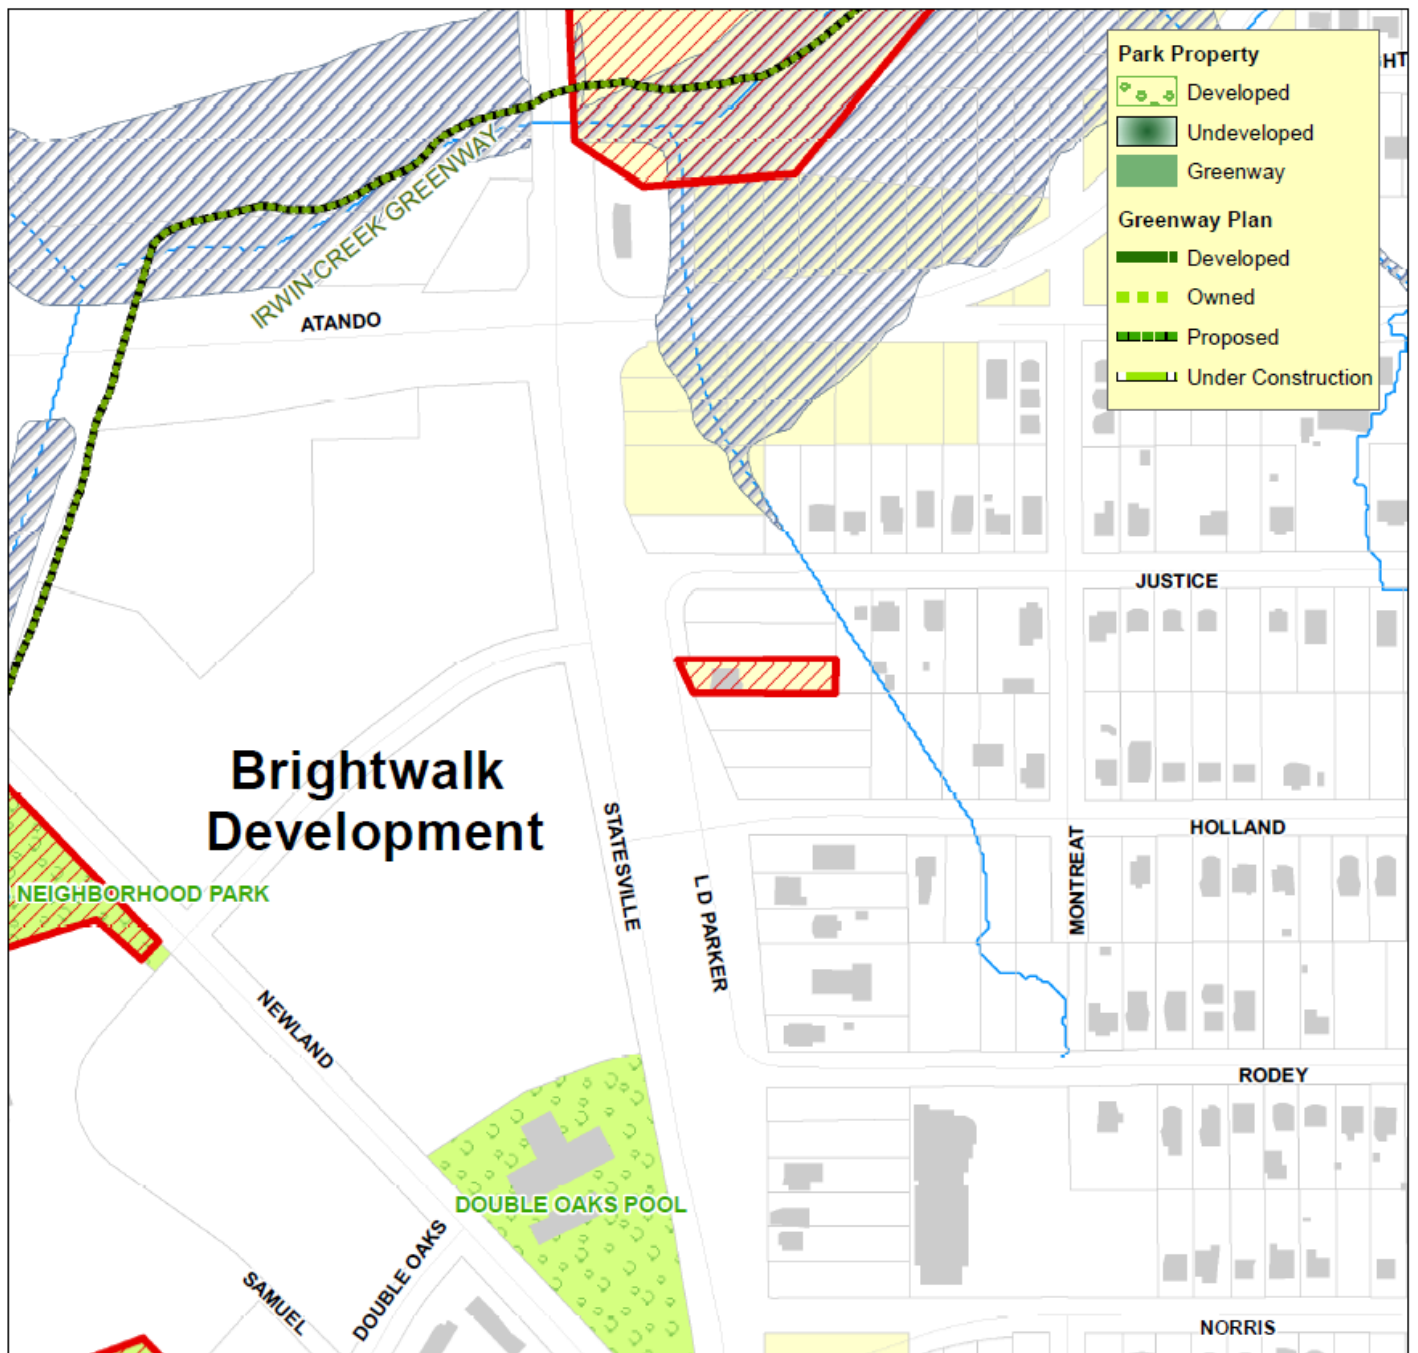 Park Property
Developed
Undeveloped
Greenway
Greenway Plan
Developed
Owned
Proposed
Under Construction
IRWIN CREEK GREENWAY
ATANDO
JUSTICE
Brightwalk
Development
STATESVILLE
L D PARKER
MONTREAT
HOLLAND
NEIGHBORHOOD PARK
NEWLAND
RODEY
DOUBLE OAKS POOL
DOUBLE OAKS
SAMUEL
NORRIS